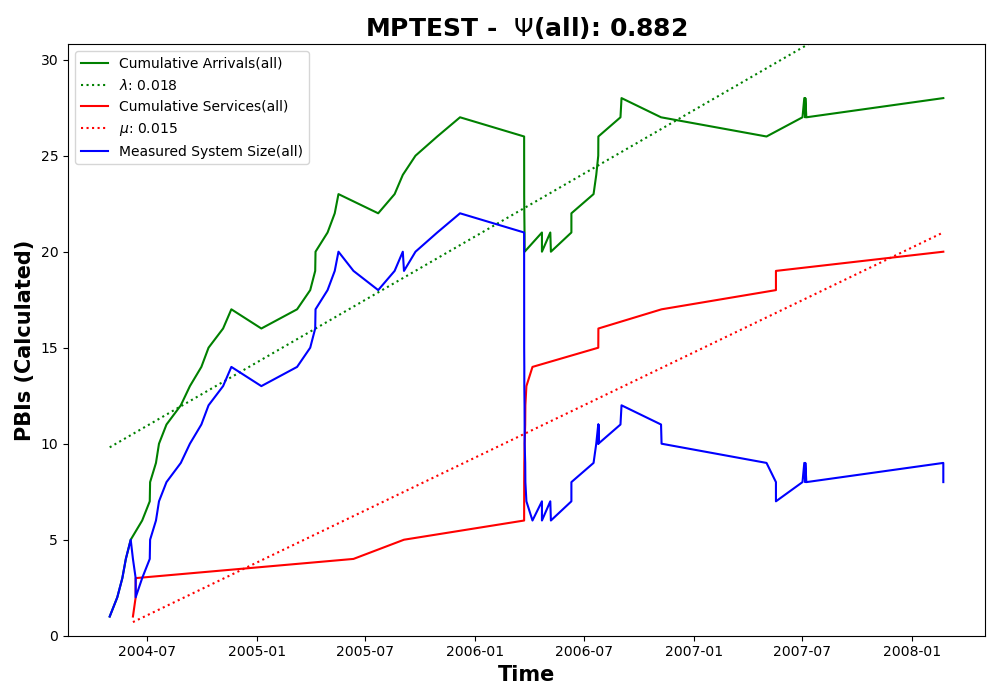 MPTEST - Ψ(all): 0.882
PBIs (Calculated)
30
25
20
15
10
5
0
Cumulative Arrivals(all)
λ: 0.018
Cumulative Services(all)
μ: 0.015
Measured System Size(all)
2004-07 2005-01 2005-07 2006-01 2006-07 2007-01 2007-07 2008-01
Time